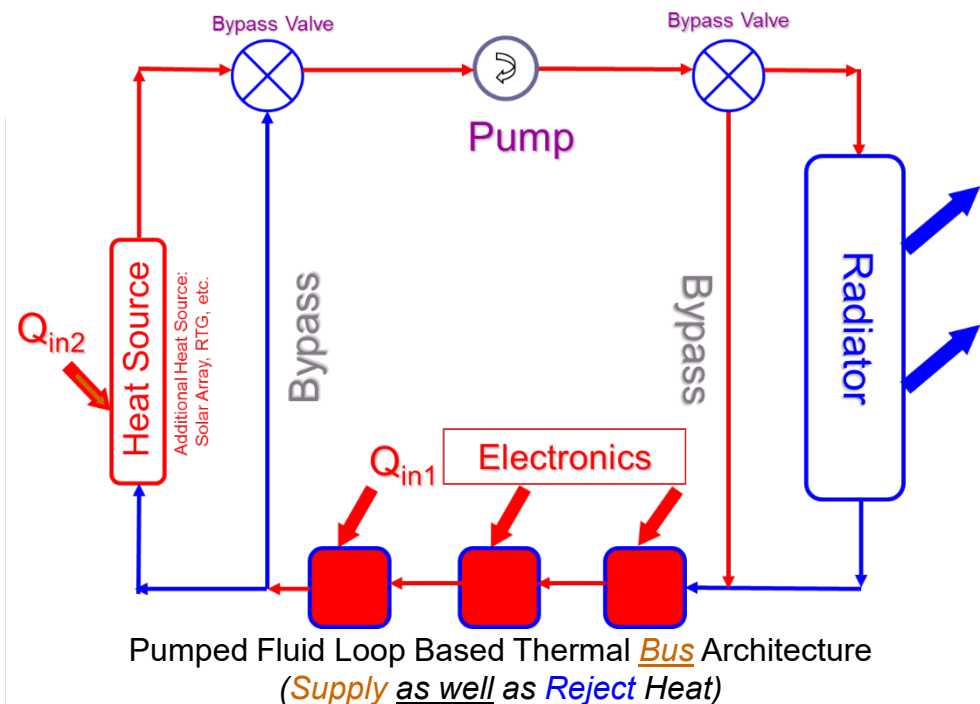 Bypass Valve
Bypass Valve
Pump
Heat Source
Additional Heat Source:
Solar Array, RTG, etc.
Qin2
Bypass
Bypass
Radiator
Qin1
Electronics
Pumped Fluid Loop Based Thermal Bus Architecture
(Supply as well as Reject Heat)